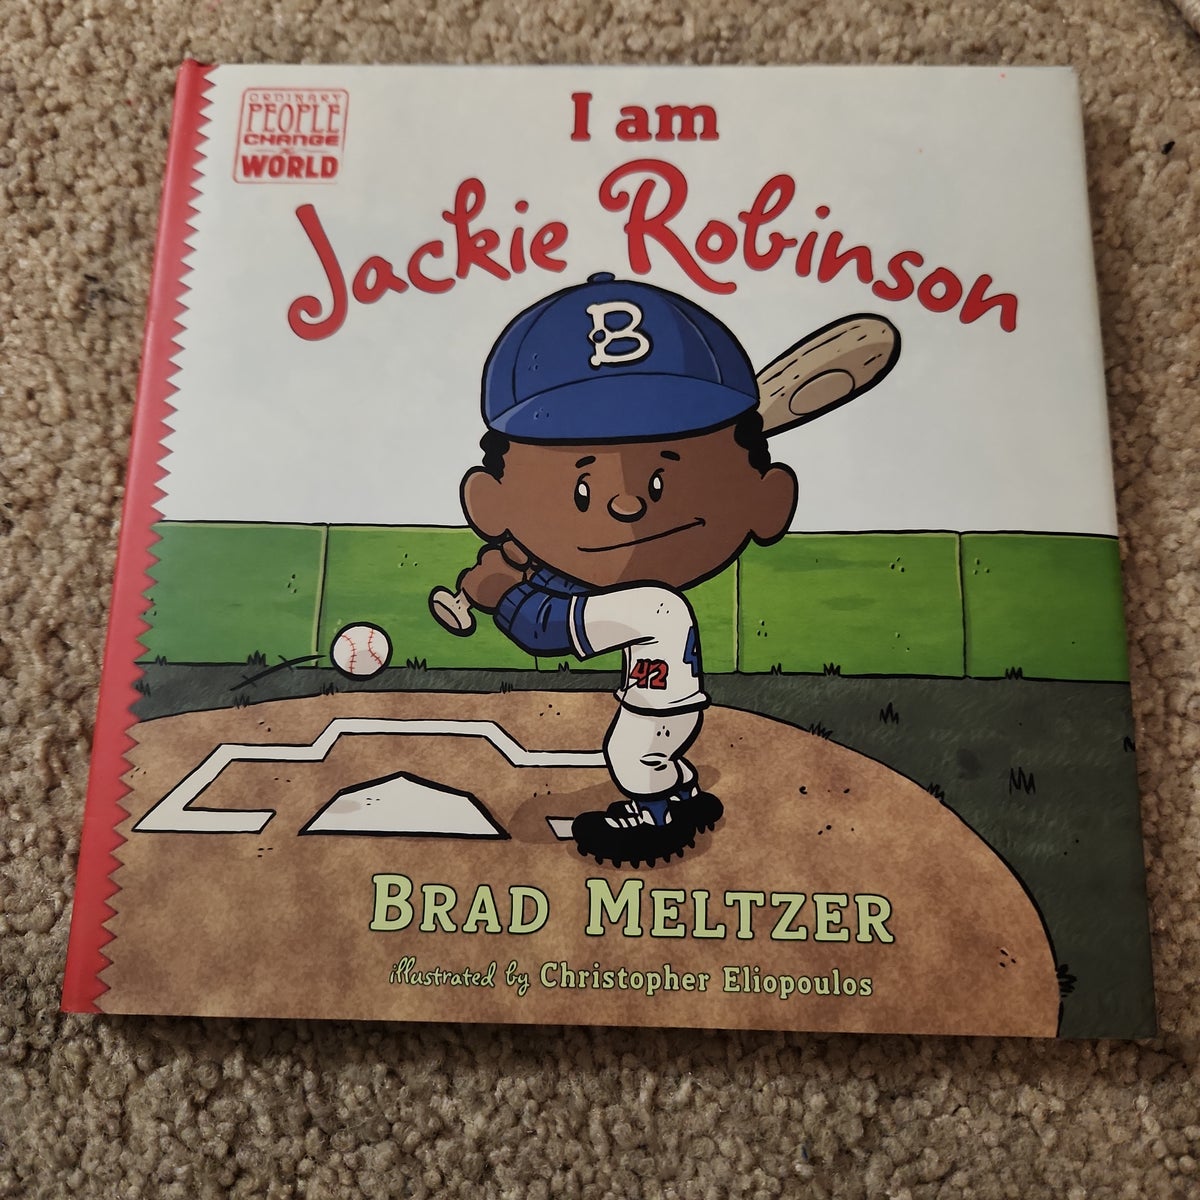 ORDINARY
PEOPLE
CHANGE
THE
WORLD
I am
Jackie Robinson
B
42
BRAD MELTZER
illustrated by Christopher Eliopoulos